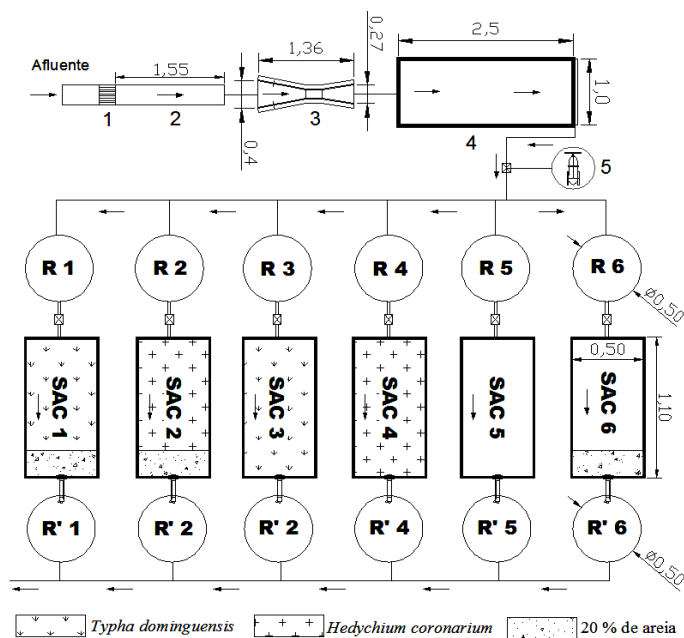 Afluente
1,55
1
2
0,4
1,36
3
0,27
2,5
1,0
4
5
R 1
R 2
R 3
R 4
R 5
R 6
Ø0,50
SAC 1
SAC 2
SAC 3
SAC 4
SAC 5
SAC 6
0,50
1,10
R' 1
R' 2
R' 2
R' 4
R' 5
R' 6
Ø0,50
Typha dominguensis
Hedychium coronarium
20 % de areia